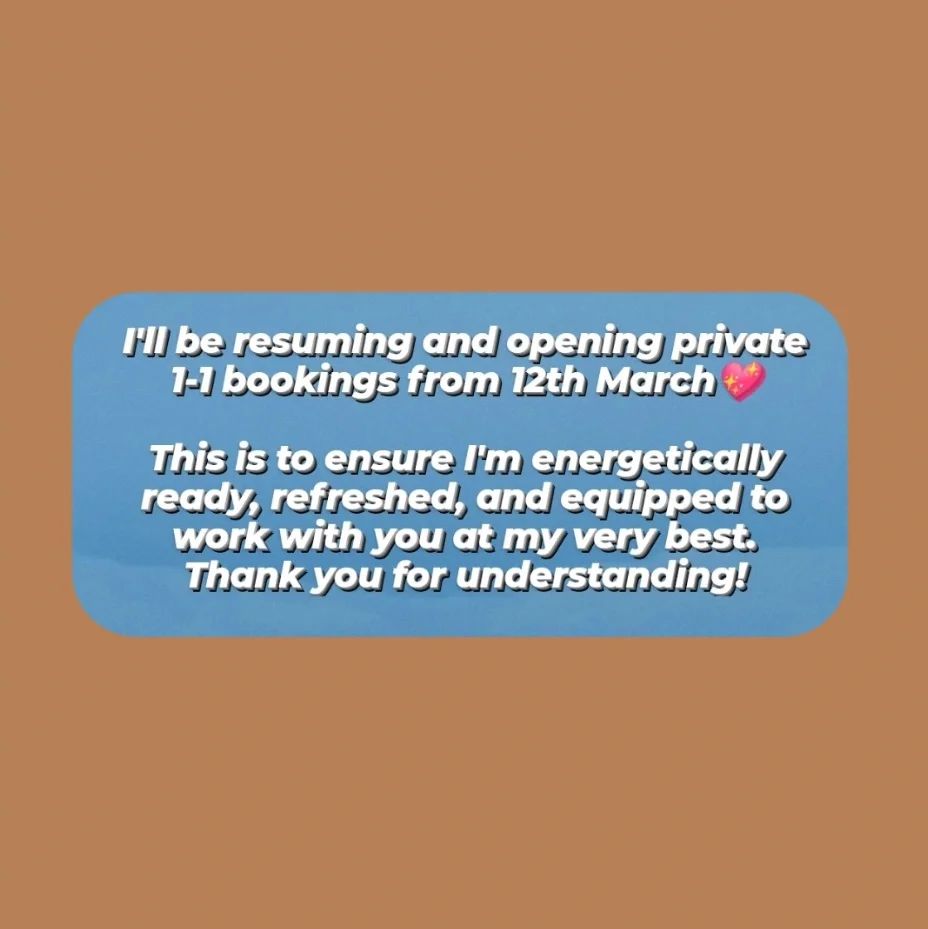 I'll be resuming and opening private
1-1 bookings from 12th March💖
This is to ensure I'm energetically
ready, refreshed, and equipped to
work with you at my very best.
Thank you for understanding!